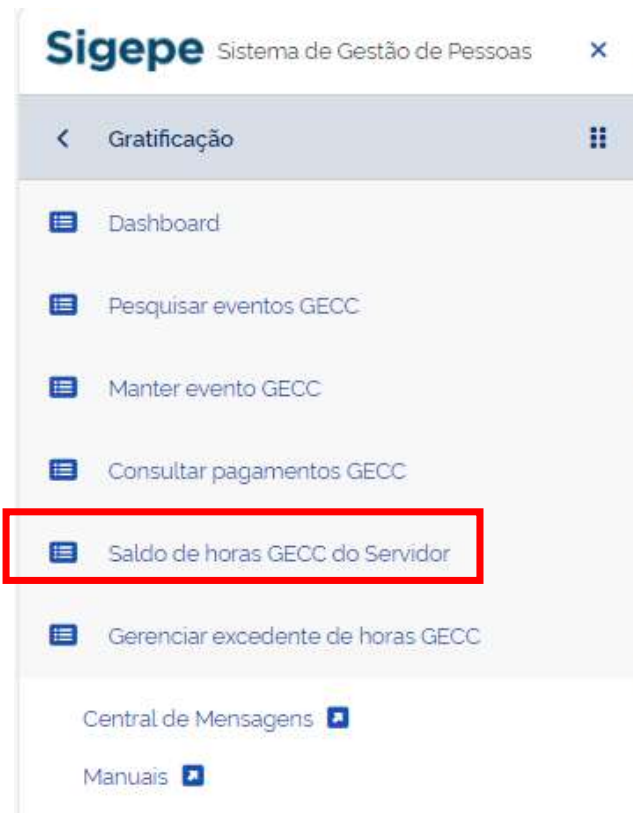 Sigepe Sistema de Gestão de Pessoas
Gratificação
Dashboard
Pesquisar eventos GECC
Manter evento GECC
Consultar pagamentos GECC
Saldo de horas GECC do Servidor
Gerenciar excedente de horas GECC
Central de Mensagens
Manuais